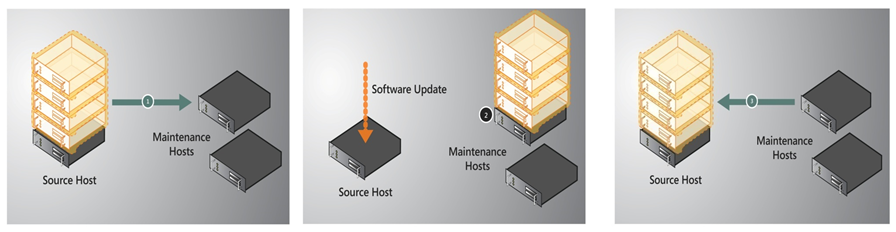 1
Maintenance
Hosts
Source Host
Software Update
2
Maintenance
Hosts
Source Host
3
Maintenance
Hosts
Source Host